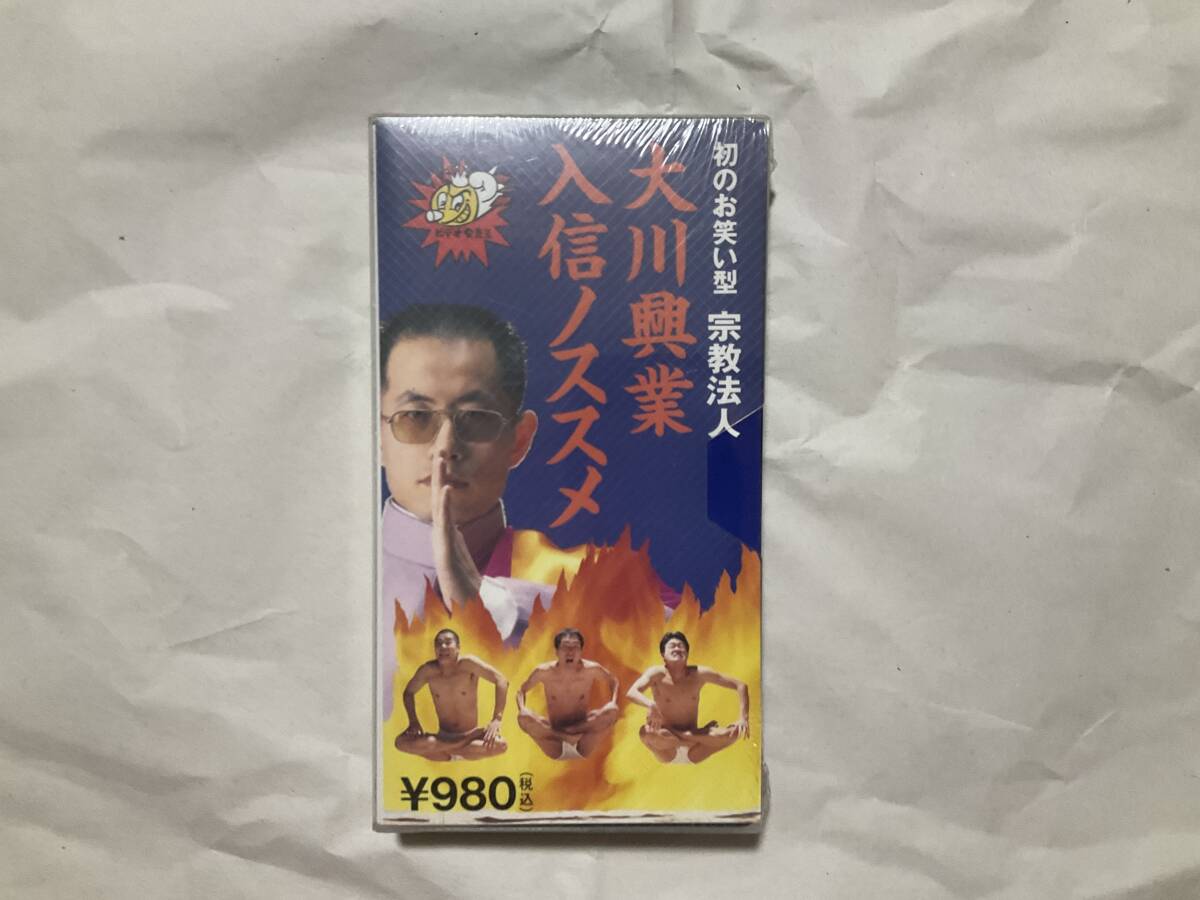 初のお笑い型 宗教法人
大川興業
入信ノススメ
¥980(税込)